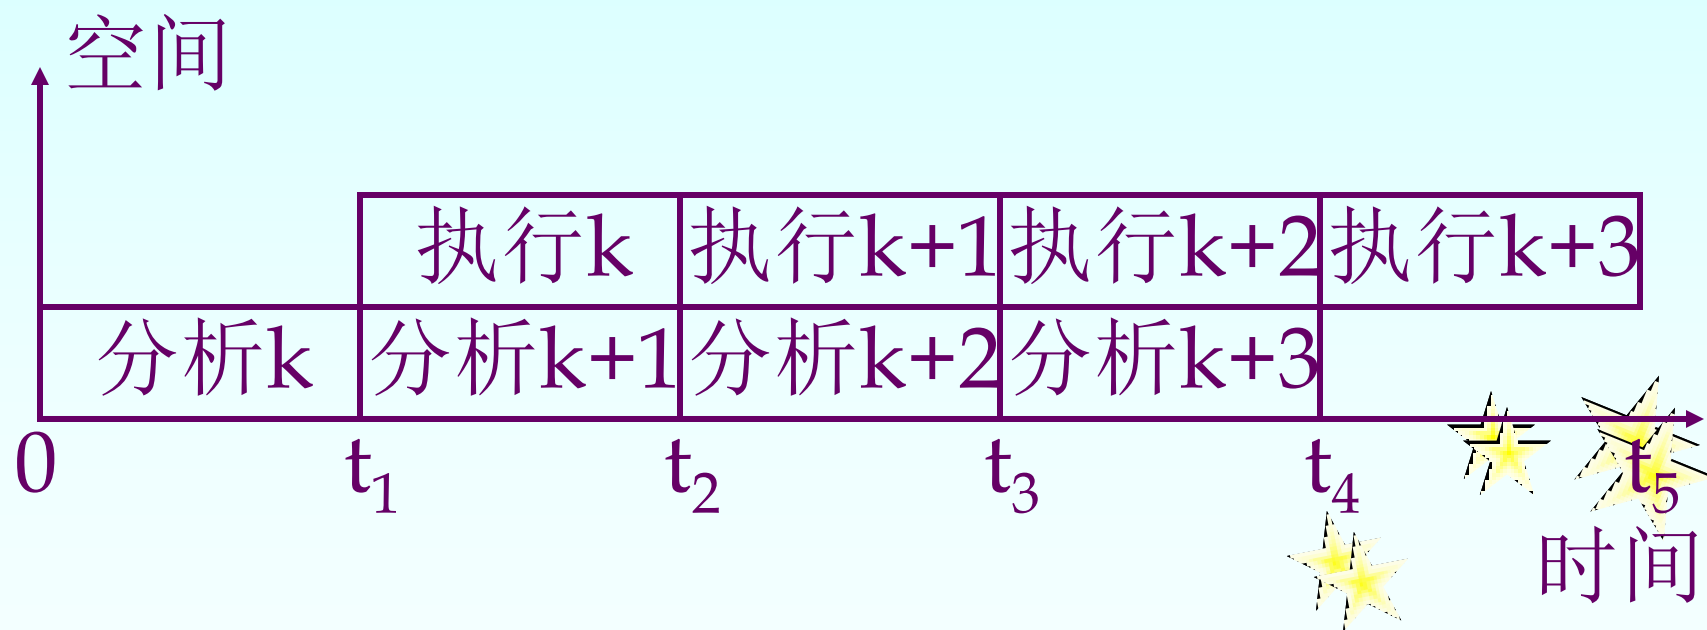 空间
执行k 执行k+1 执行k+2 执行k+3
分析k 分析k+1 分析k+2 分析k+3
0 t1 t2 t3 t4 t5
时间